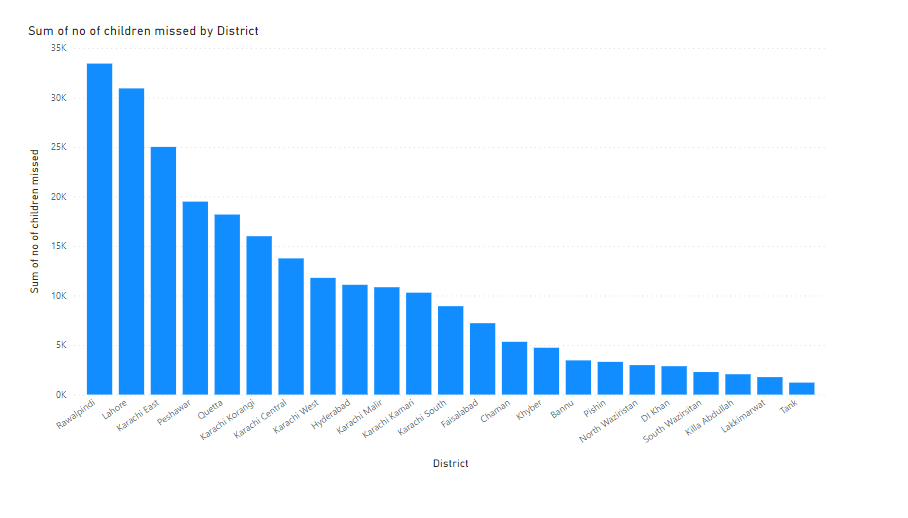 Sum of no of children missed by District
Sum of no of children missed
35K
30K
25K
20K
15K
10K
5K
0K
Rawalpindi
Lahore
Karachi East
Peshawar
Quetta
Karachi Korangi
Karachi Central
Karachi West
Hyderabad
Karachi Malir
Karachi Kamari
Karachi South
Faisalabad
Chaman
Khyber
Bannu
Pishin
North Waziristan
DI Khan
South Wazirsitan
Killa Abdullah
Lakkimarwat
Tank
District